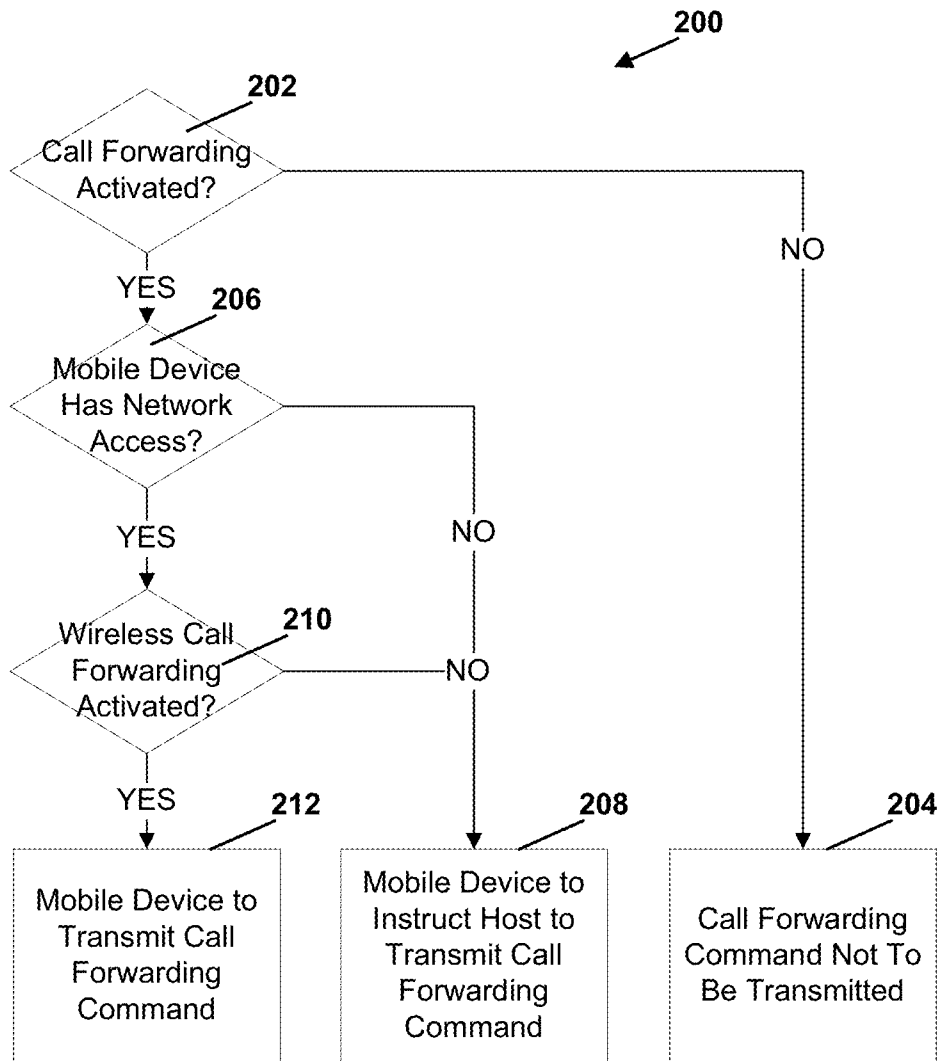 200
202
Call Forwarding
Activated?
NO
YES
206
Mobile Device
Has Network
Access?
YES
NO
Wireless Call
Forwarding
Activated?
210
NO
YES
212
208
204
Mobile Device to
Transmit Call
Forwarding
Command
Mobile Device to
Instruct Host to
Transmit Call
Forwarding
Command
Call Forwarding
Command Not To
Be Transmitted